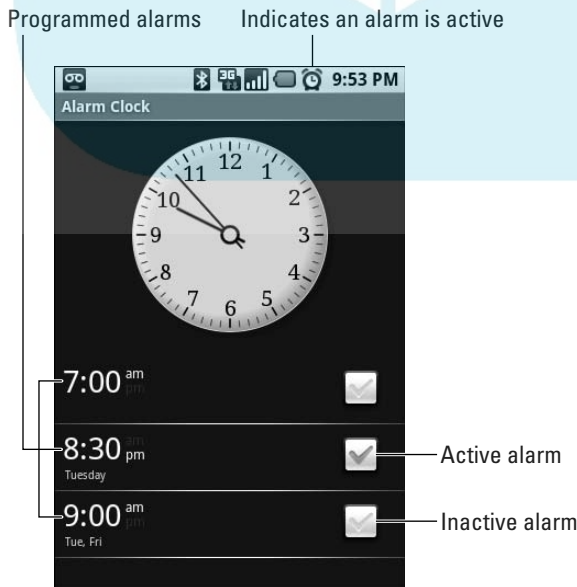 Programmed alarms
Indicates an alarm is active
3G
9:53 PM
Alarm Clock
12
1
2
3
4
5
6
7
8
9
10
11
7:00 am pm
8:30 am pm
Tuesday
Active alarm
9:00 am pm
Tue, Fri
Inactive alarm